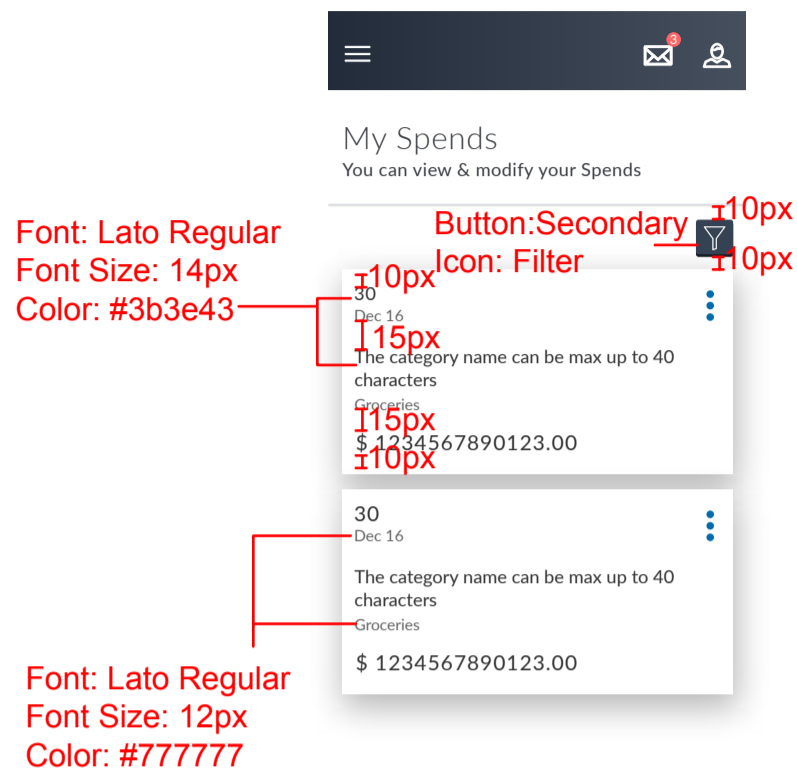 3
My Spends
You can view & modify your Spends
Font: Lato Regular
Font Size: 14px
Color: #3b3e43
Button:Secondary
Icon: Filter
10px
10px
10px
30
Dec 16
15px
The category name can be max up to 40
characters
Groceries
15px
$ 1234567890123.00
10px
30
Dec 16
The category name can be max up to 40
characters
Groceries
$ 1234567890123.00
Font: Lato Regular
Font Size: 12px
Color: #777777